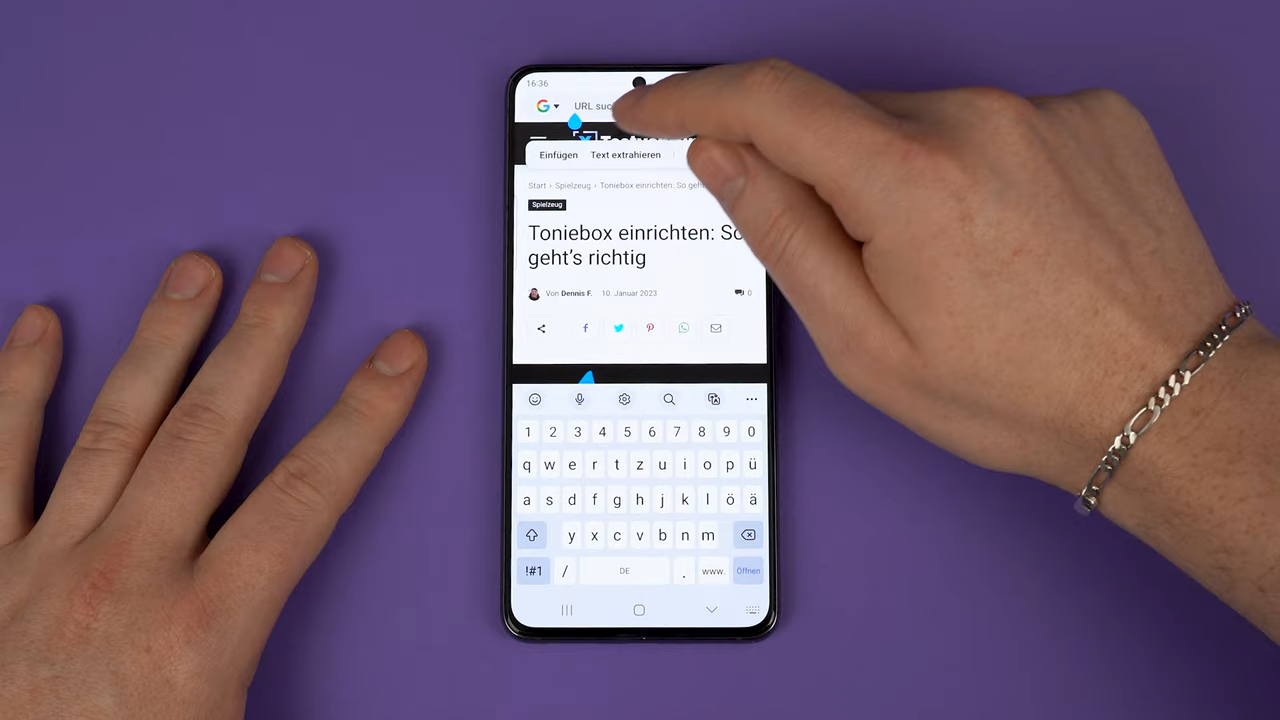 16:36
URL suc
Einfügen Text extrahieren
Start › Spielzeug › Toniebox einrichten: So geh
Spielzeug
Toniebox einrichten: So
geht's richtig
Von Dennis F. 10. Januar 2023 0
1 2 3 4 5 6 7 8 9 0
q w e r t z u i o p ü
a s d f g h j k l ö ä
y x c v b n m
!#1 / DE . www. Öffnen